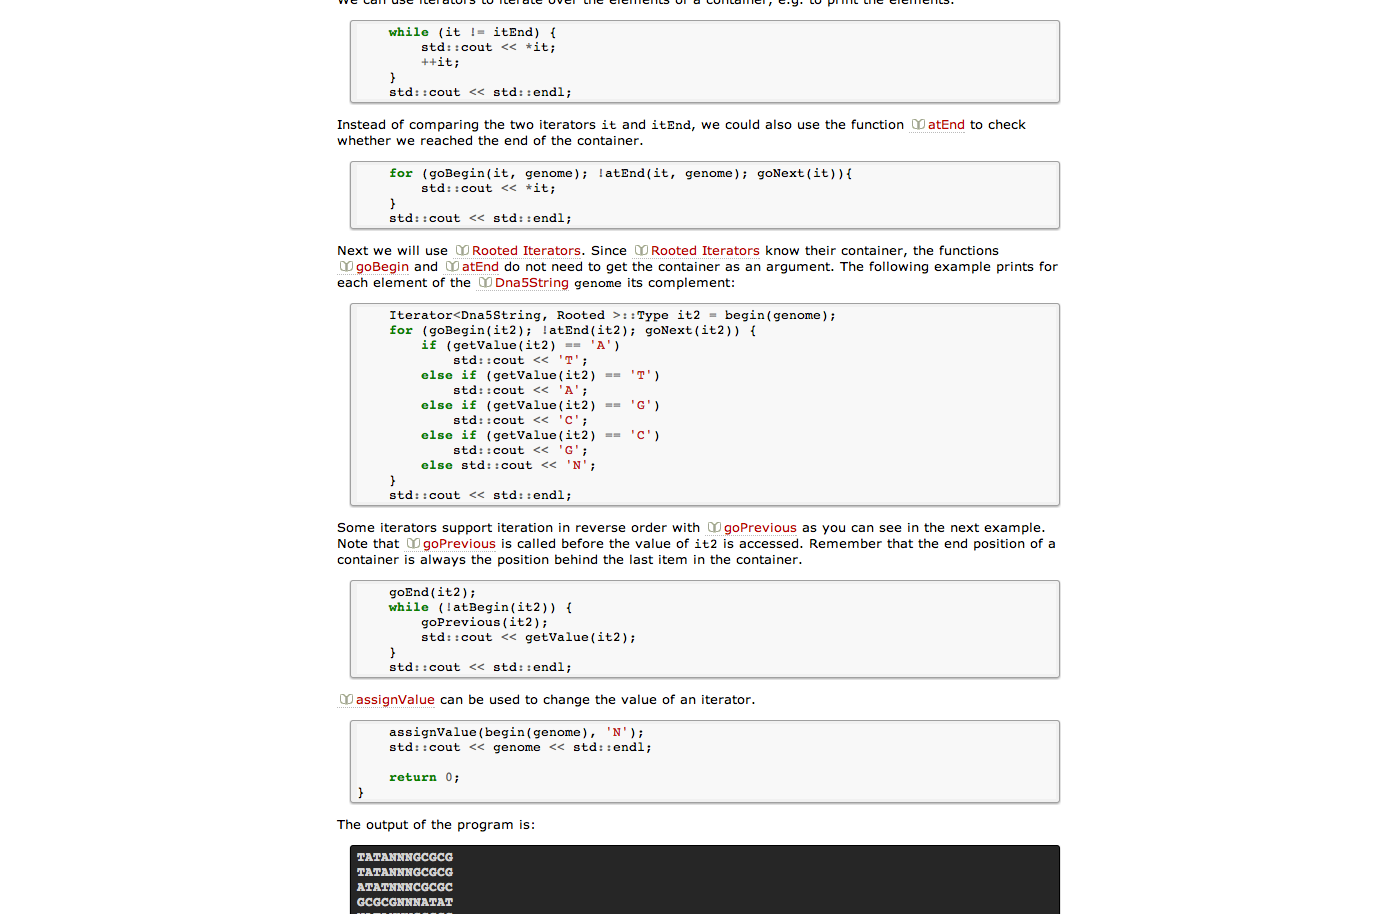 We can use iterators to iterate over the elements of a container, e.g. to print the elements.
while (it != itEnd) {
std::cout << *it;
++it;
}
std::cout << std::endl;
Instead of comparing the two iterators it and itEnd, we could also use the function atEnd to check
whether we reached the end of the container.
for (goBegin(it, genome); !atEnd(it, genome); goNext(it)){
std::cout << *it;
}
std::cout << std::endl;
Next we will use Rooted Iterators. Since Rooted Iterators know their container, the functions
goBegin and atEnd do not need to get the container as an argument. The following example prints for
each element of the Dna5String genome its complement:
Iterator<Dna5String, Rooted >::Type it2 = begin(genome);
for (goBegin(it2); !atEnd(it2); goNext(it2)) {
if (getValue(it2) == 'A')
std::cout << 'T';
else if (getValue(it2) == 'T')
std::cout << 'A';
else if (getValue(it2) == 'G')
std::cout << 'C';
else if (getValue(it2) == 'C')
std::cout << 'G';
else std::cout << 'N';
}
std::cout << std::endl;
Some iterators support iteration in reverse order with goPrevious as you can see in the next example.
Note that goPrevious is called before the value of it2 is accessed. Remember that the end position of a
container is always the position behind the last item in the container.
goEnd(it2);
while (!atBegin(it2)) {
goPrevious(it2);
std::cout << getValue(it2);
}
std::cout << std::endl;
assignValue can be used to change the value of an iterator.
assignValue(begin(genome), 'N');
std::cout << genome << std::endl;
return 0;
}
The output of the program is:
TATANNNGCGCG
TATANNNGCGCG
ATATNNNCGCGC
GCGCGNNNATAT